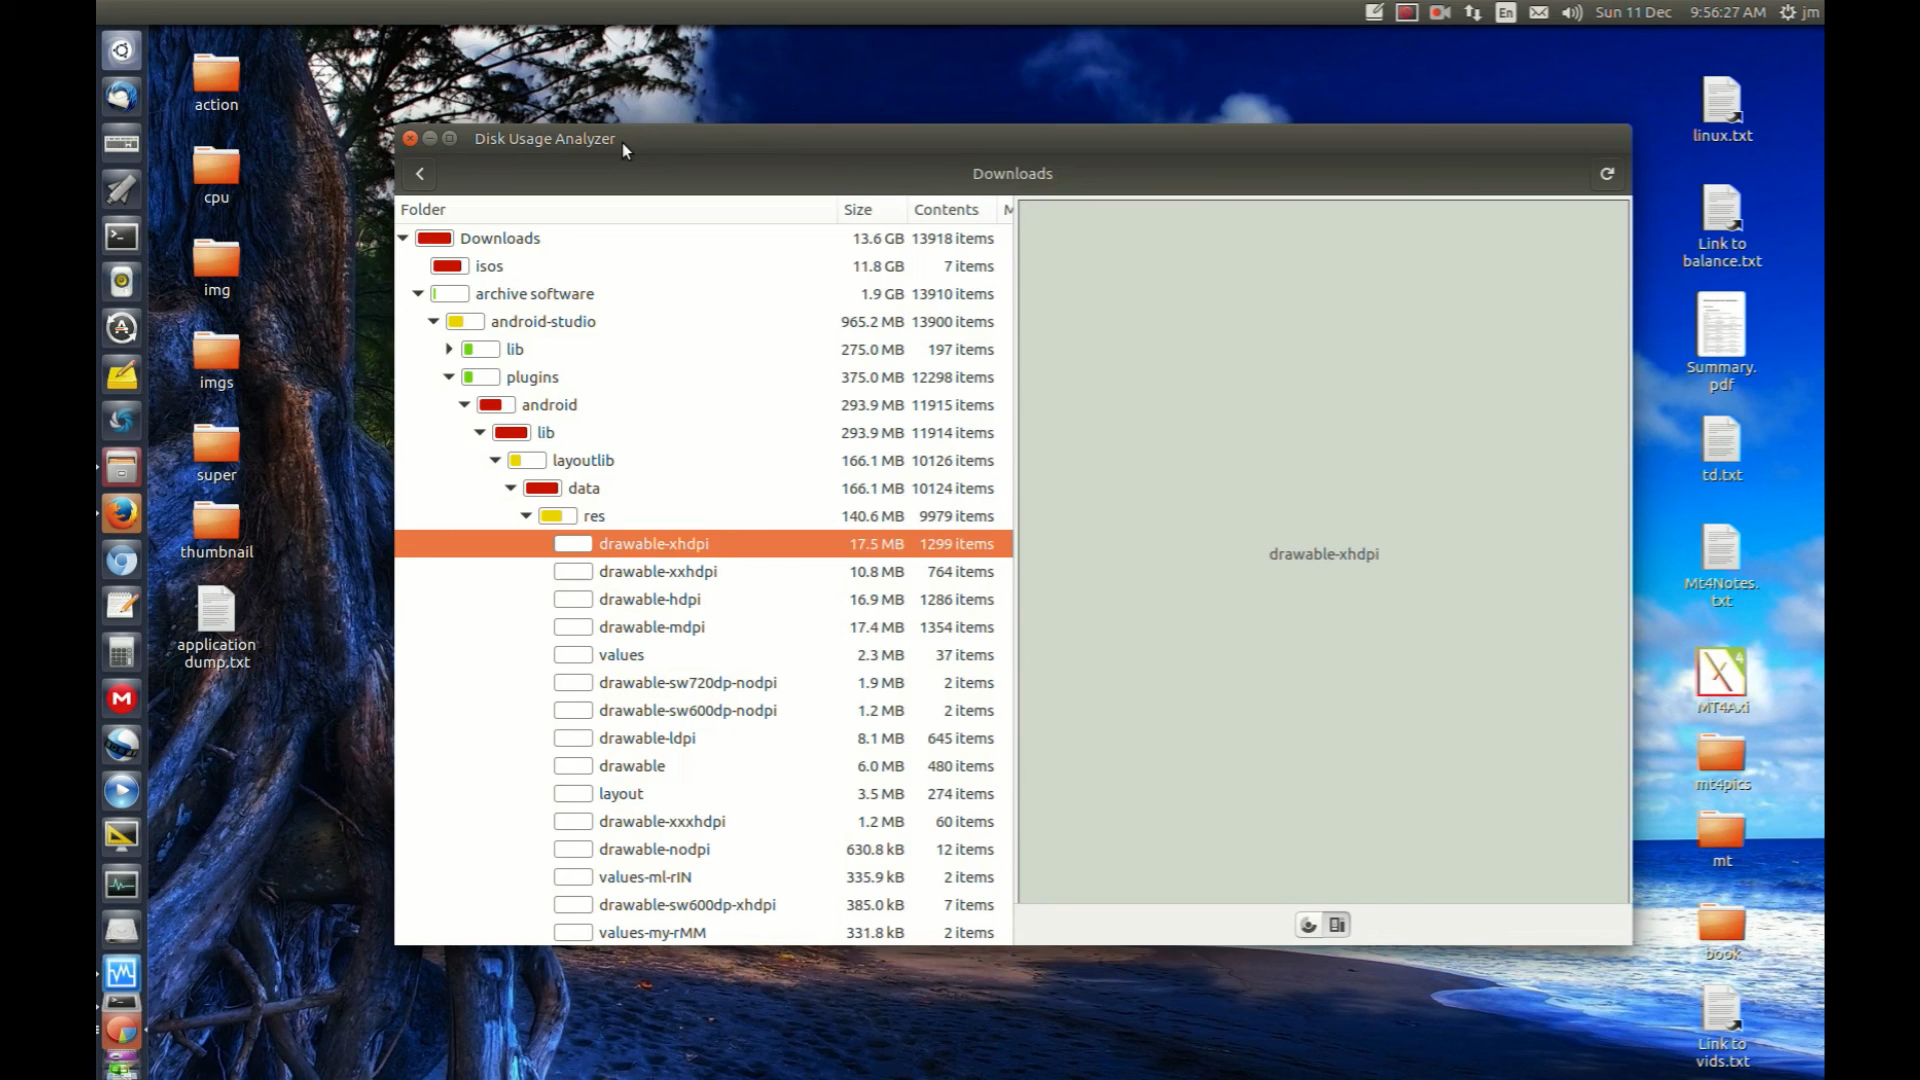 En
Sun 11 Dec
9:56:27 AM
jm
action
cpu
img
imgs
super
thumbnail
application
dump.txt
Disk Usage Analyzer
Downloads
Folder Size Contents M
Downloads 13.6 GB 13918 items
isos 11.8 GB 7 items
archive software 1.9 GB 13910 items
android-studio 965.2 MB 13900 items
lib 275.0 MB 197 items
plugins 375.0 MB 12298 items
android 293.9 MB 11915 items
lib 293.9 MB 11914 items
layoutlib 166.1 MB 10126 items
data 166.1 MB 10124 items
res 140.6 MB 9979 items
drawable-xhdpi 17.5 MB 1299 items
drawable-xxhdpi 10.8 MB 764 items
drawable-hdpi 16.9 MB 1286 items
drawable-mdpi 17.4 MB 1354 items
values 2.3 MB 37 items
drawable-sw720dp-nodpi 1.9 MB 2 items
drawable-sw600dp-nodpi 1.2 MB 2 items
drawable-ldpi 8.1 MB 645 items
drawable 6.0 MB 480 items
layout 3.5 MB 274 items
drawable-xxxhdpi 1.2 MB 60 items
drawable-nodpi 630.8 kB 12 items
values-ml-rIN 335.9 kB 2 items
drawable-sw600dp-xhdpi 385.0 kB 7 items
values-my-rMM 331.8 kB 2 items
drawable-xhdpi
linux.txt
Link to
balance.txt
Summary.
pdf
td.txt
Mt4Notes.
txt
4
MT4Axi
mt4pics
mt
book
Link to
vids.txt